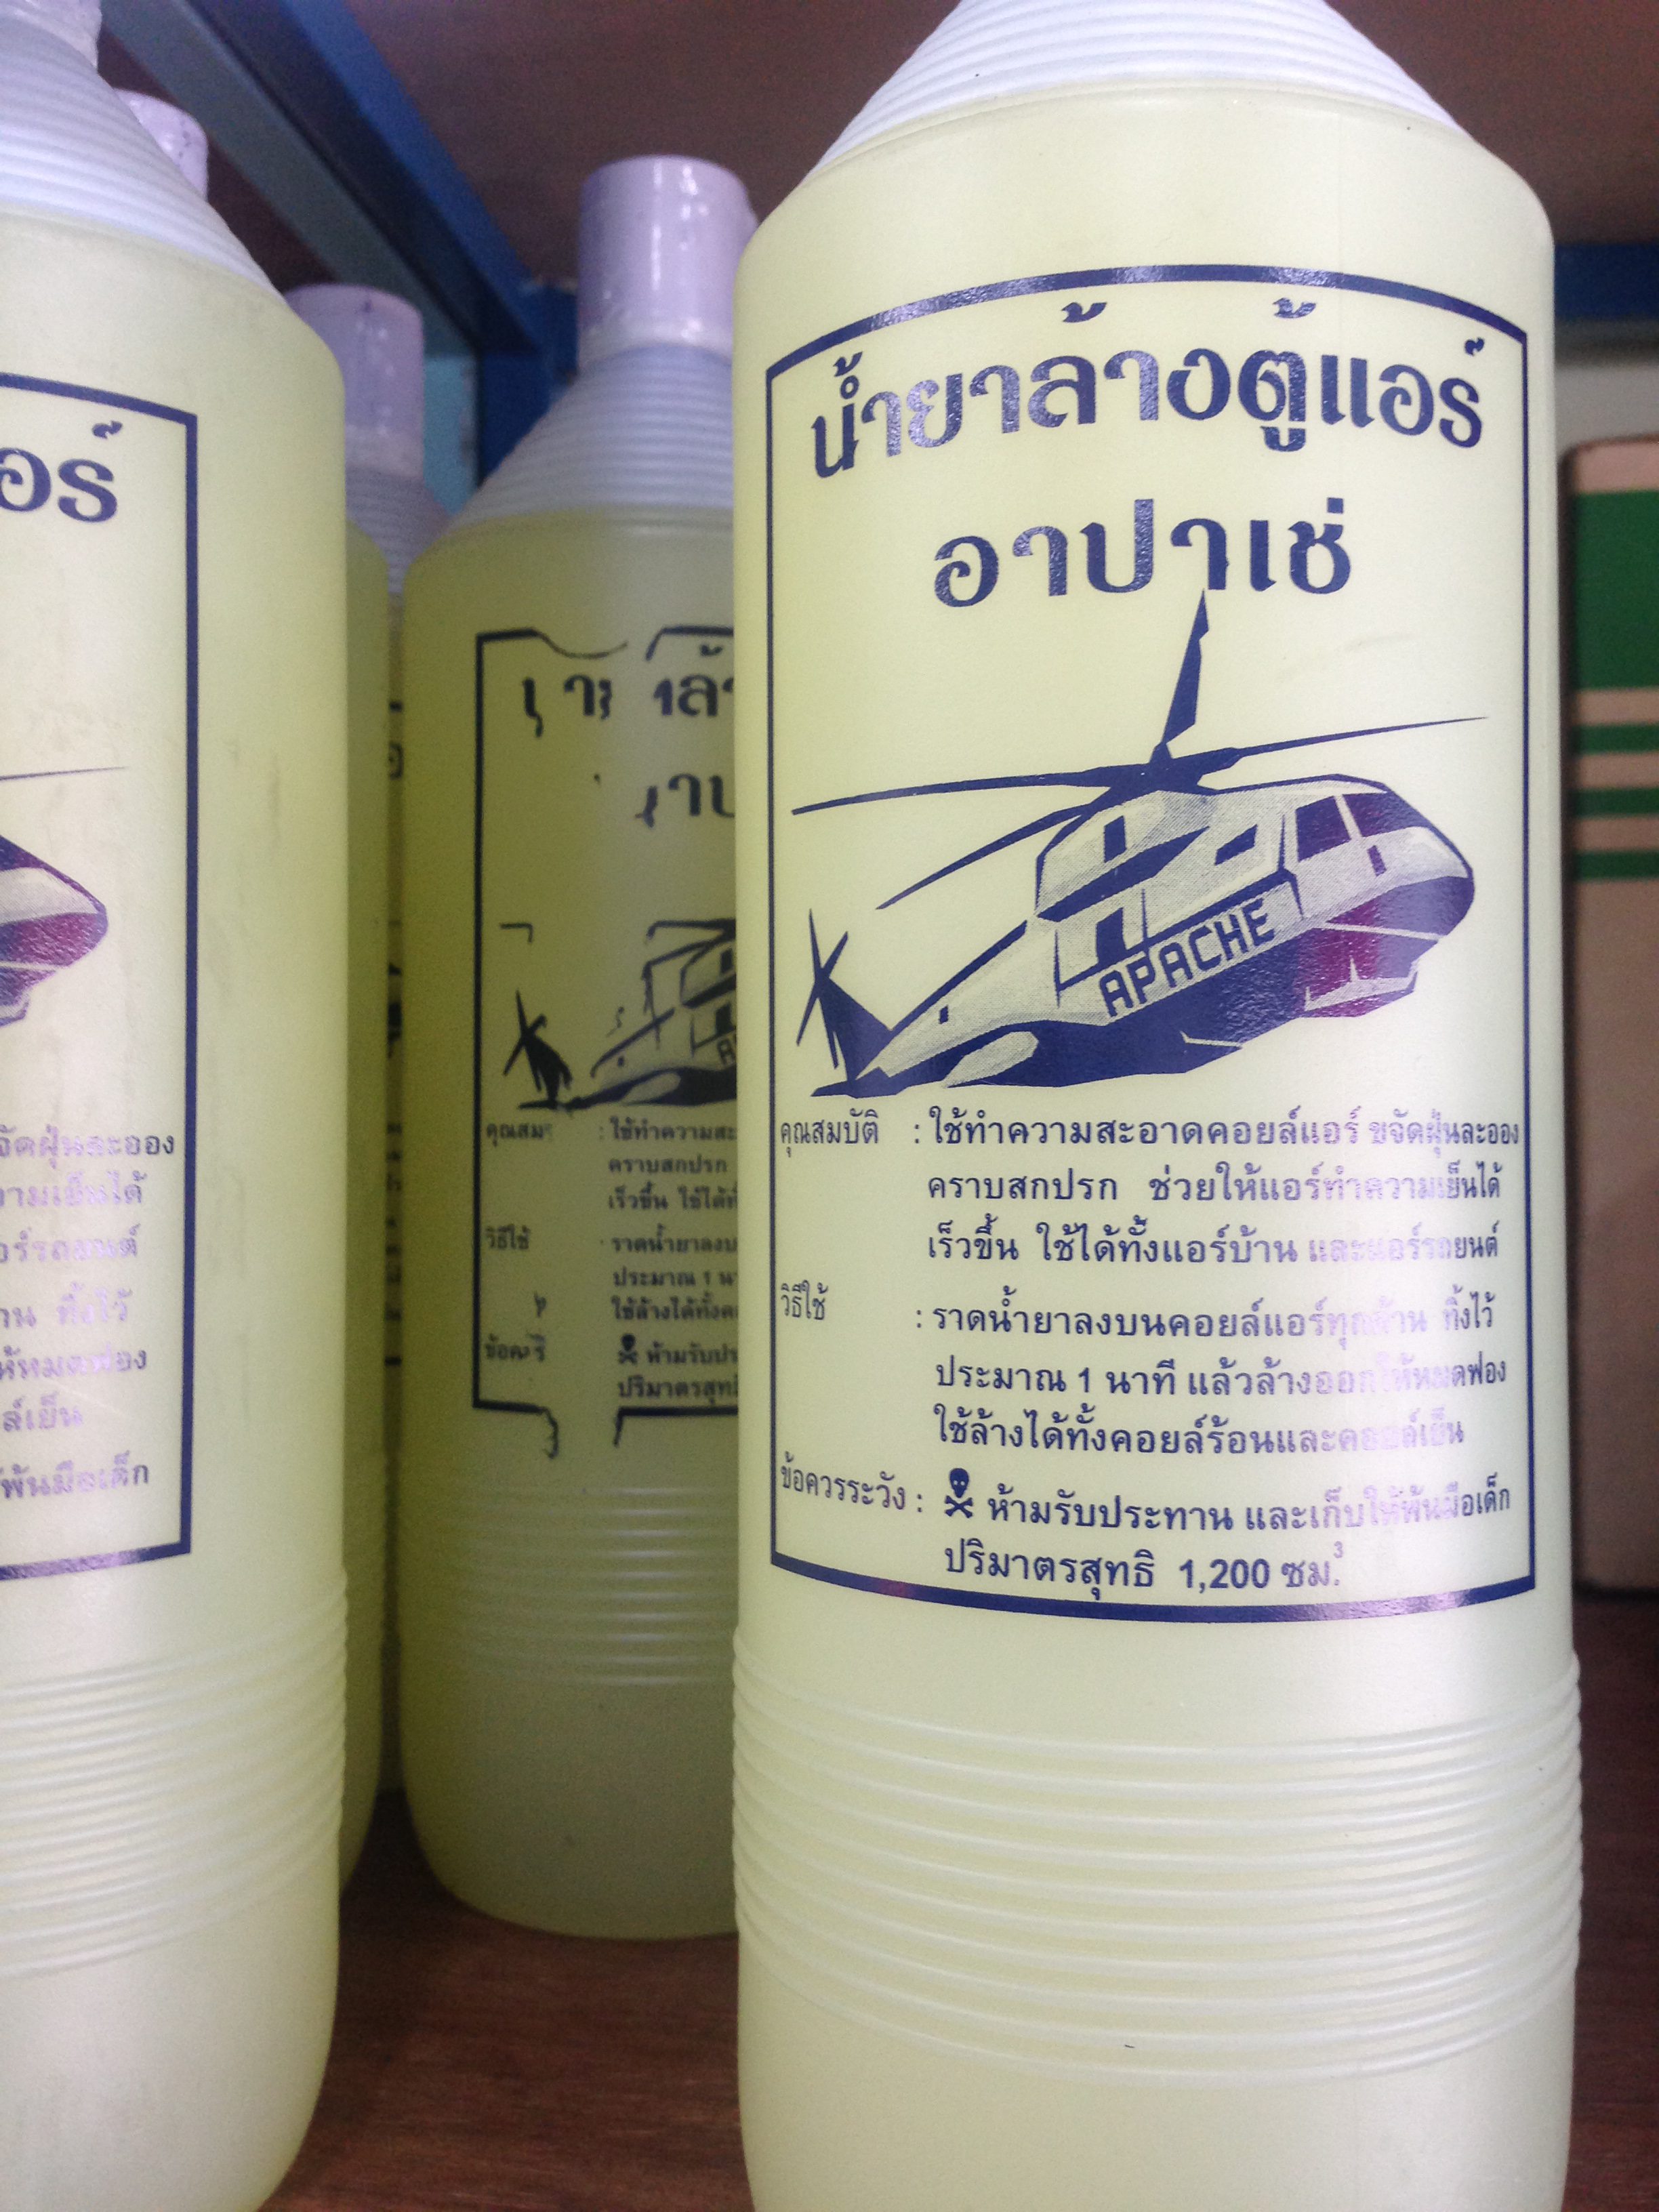 น้ำยาล้างตู้แอร์
อาปาเช่
APACHE
คุณสมบัติ : ใช้ทำความสะอาดคอยล์แอร์ ขจัดฝุ่นละออง
คราบสกปรก ช่วยให้แอร์ทำความเย็นได้
เร็วขึ้น ใช้ได้ทั้งแอร์บ้าน และแอร์รถยนต์
วิธีใช้ : ราดน้ำยาลงบนคอยล์แอร์ทุกด้าน ทิ้งไว้
ประมาณ 1 นาที แล้วล้างออกให้หมดฟอง
ใช้ล้างได้ทั้งคอยล์ร้อนและคอยล์เย็น
ข้อควรระวัง : ห้ามรับประทาน และเก็บให้พ้นมือเด็ก
ปริมาตรสุทธิ 1,200 ซม.³